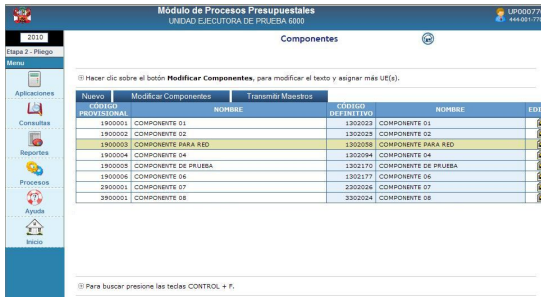 Módulo de Procesos Presupuestales
UNIDAD EJECUTORA DE PRUEBA 6000
2010
Etapa 2 - Pliego
Menu
Aplicaciones
Consultas
Reportes
Procesos
Ayuda
Inicio
Componentes
Hacer clic sobre el botón Modificar Componentes, para modificar el texto y asignar más UE(s).
Nuevo Modificar Componentes Transmitir Maestros
CÓDIGO PROVISIONAL NOMBRE CÓDIGO DEFINITIVO NOMBRE
1900001 COMPONENTE 01 1302023 COMPONENTE 01
1900002 COMPONENTE 02 1302025 COMPONENTE 02
1900003 COMPONENTE PARA RED 1302058 COMPONENTE PARA RED
1900004 COMPONENTE 04 1302094 COMPONENTE 04
1900005 COMPONENTE DE PRUEBA 1302170 COMPONENTE DE PRUEBA
1900006 COMPONENTE 06 1302177 COMPONENTE 06
2900001 COMPONENTE 07 2302026 COMPONENTE 07
3900001 COMPONENTE 08 3302024 COMPONENTE 08
Para buscar presione las teclas CONTROL + F.